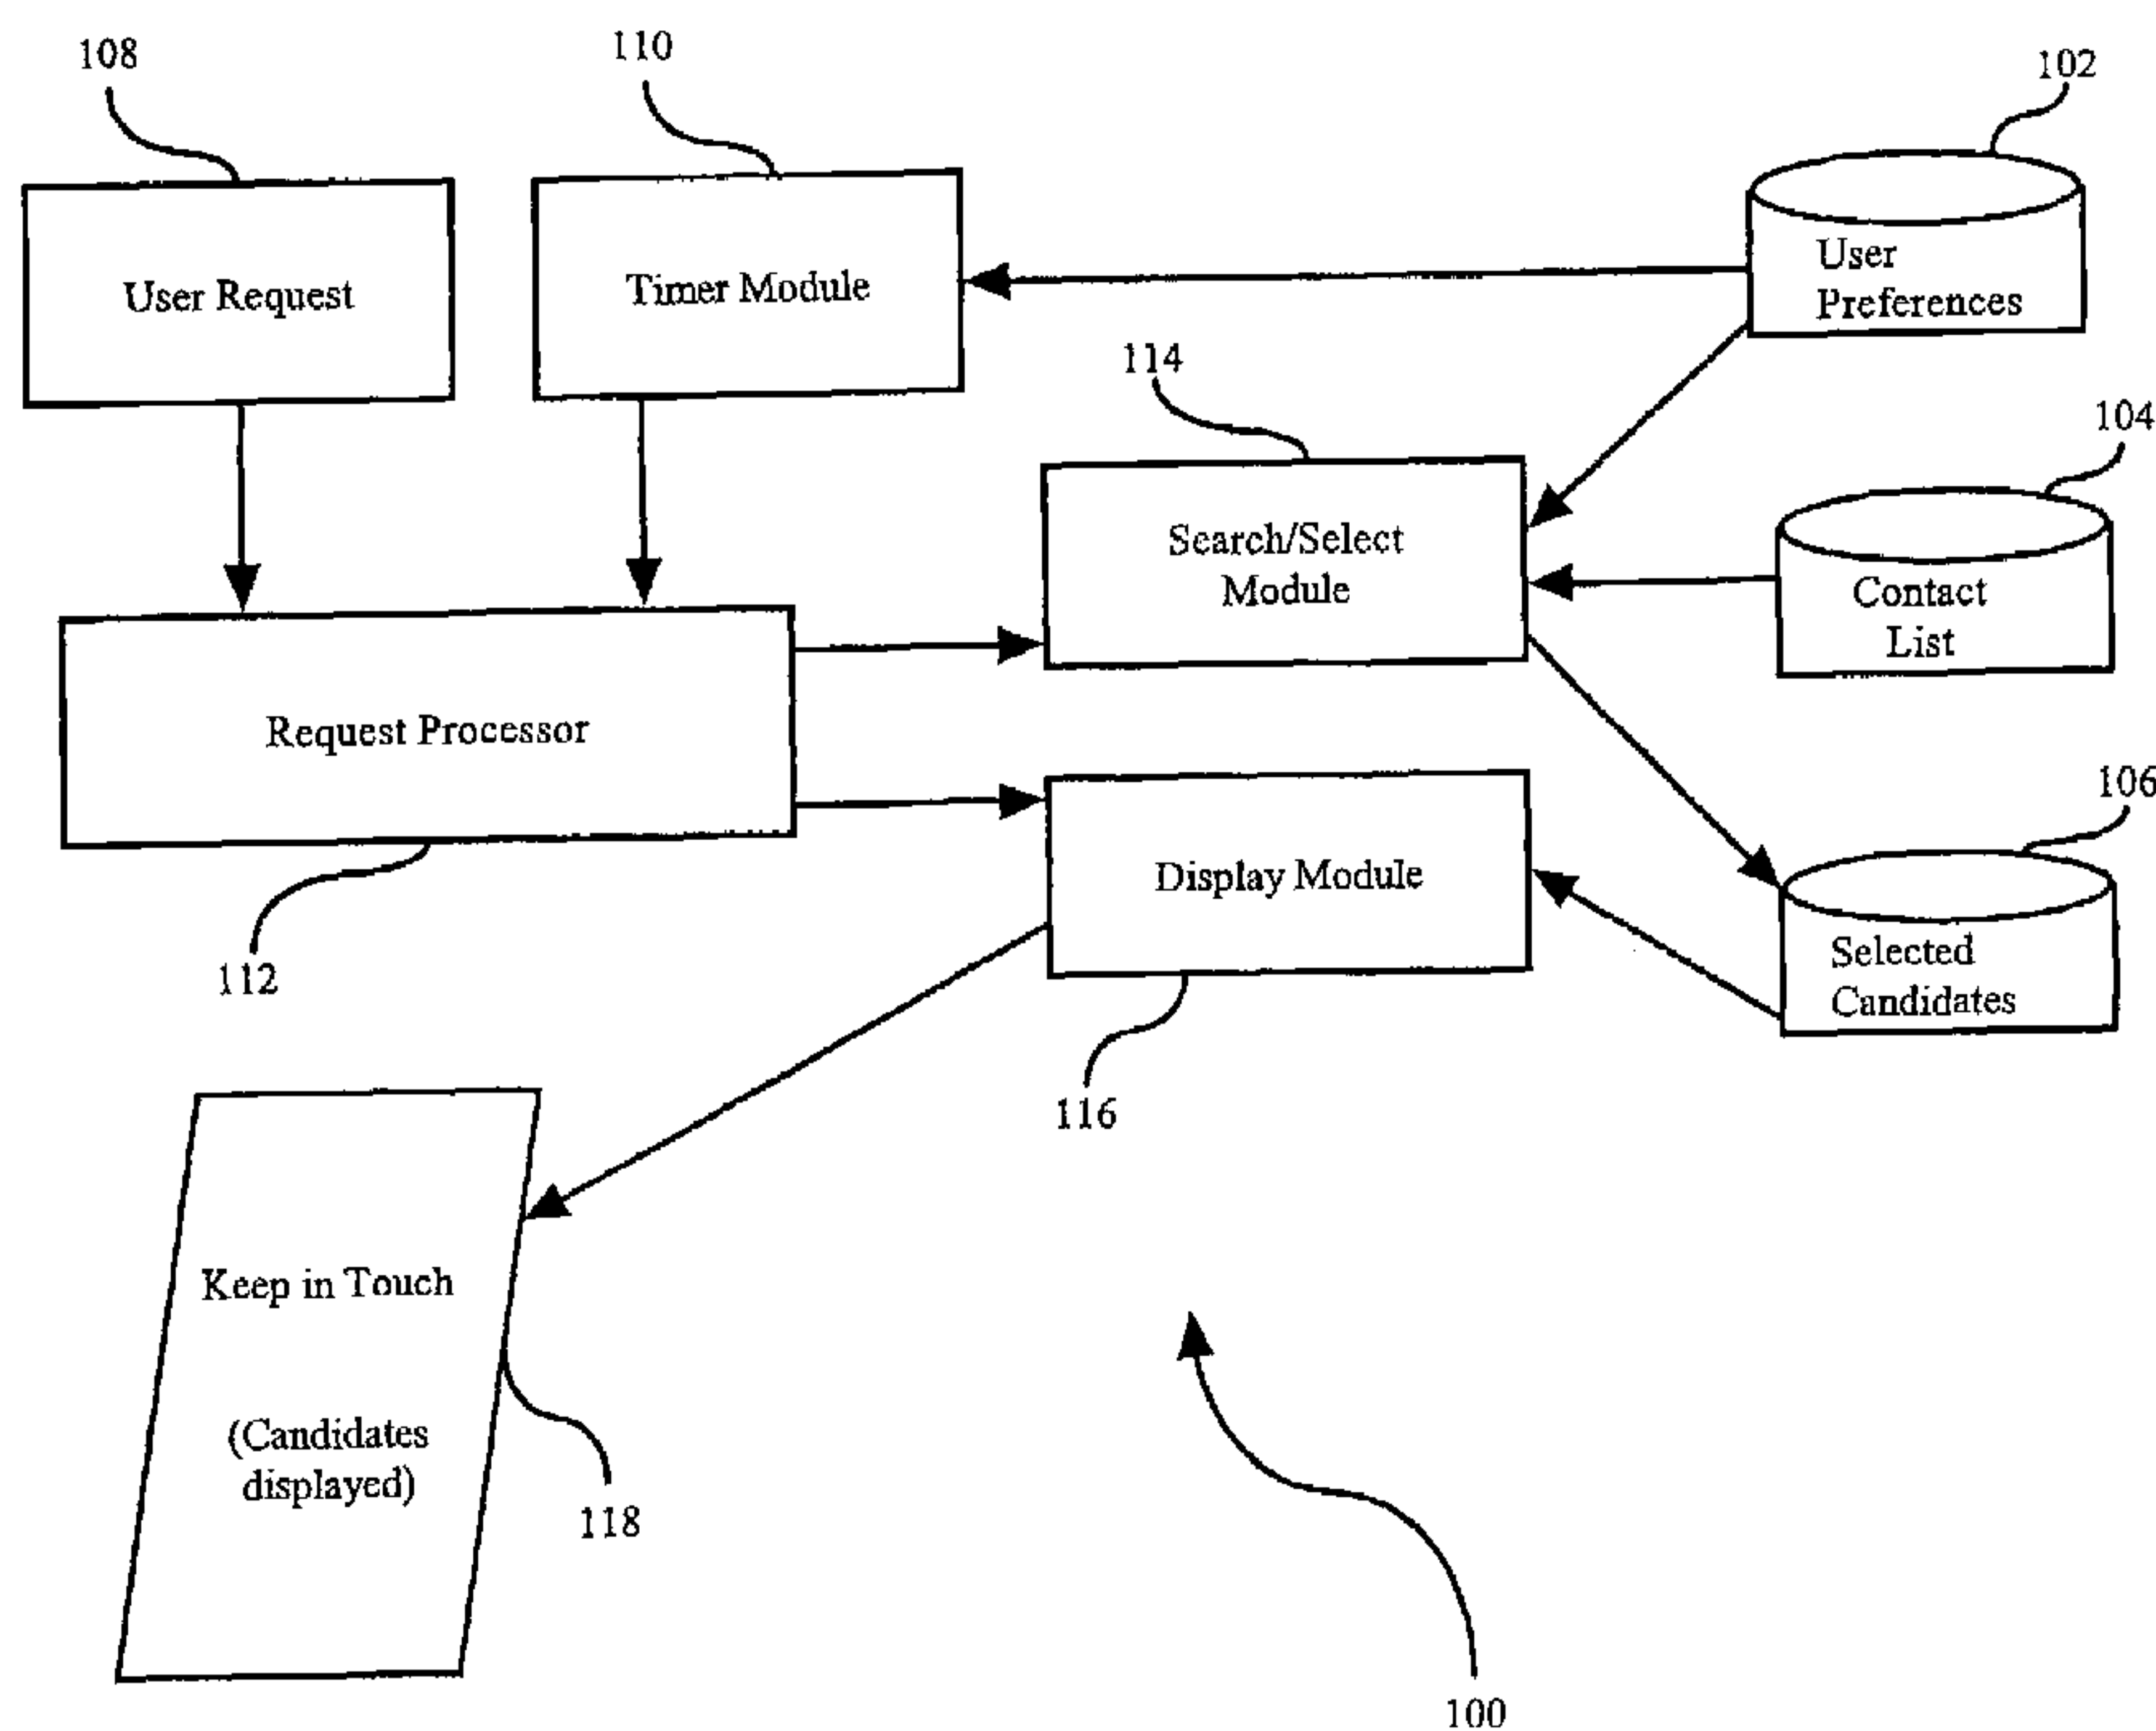 108
110
102
User Request
Timer Module
User
Preferences
114
104
Search/Select
Module
Contact
List
Request Processor
106
Display Module
Selected
Candidates
112
116
Keep in Touch
(Candidates
displayed)
118
100